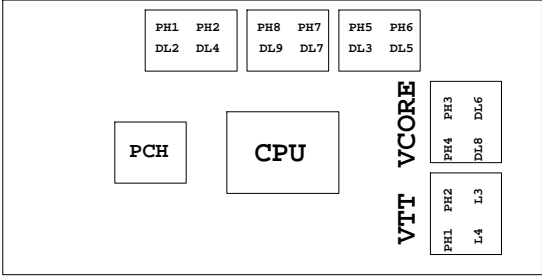 PH1 PH2
DL2 DL4
PH8 PH7
DL9 DL7
PH5 PH6
DL3 DL5
PCH
CPU
VCORE
PH3 DL6
PH4 DL8
VTT
PH2 L3
PH1 L4